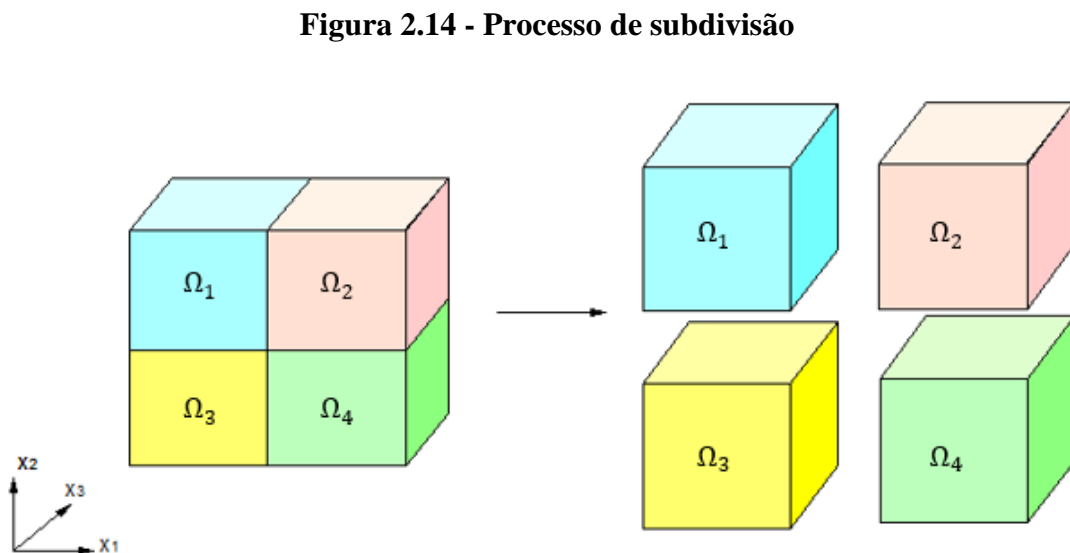 Figura 2.14 - Processo de subdivisão
Ω₁ Ω₂
Ω₃ Ω₄
Ω₁ Ω₂
Ω₃ Ω₄
X2
X3
X1